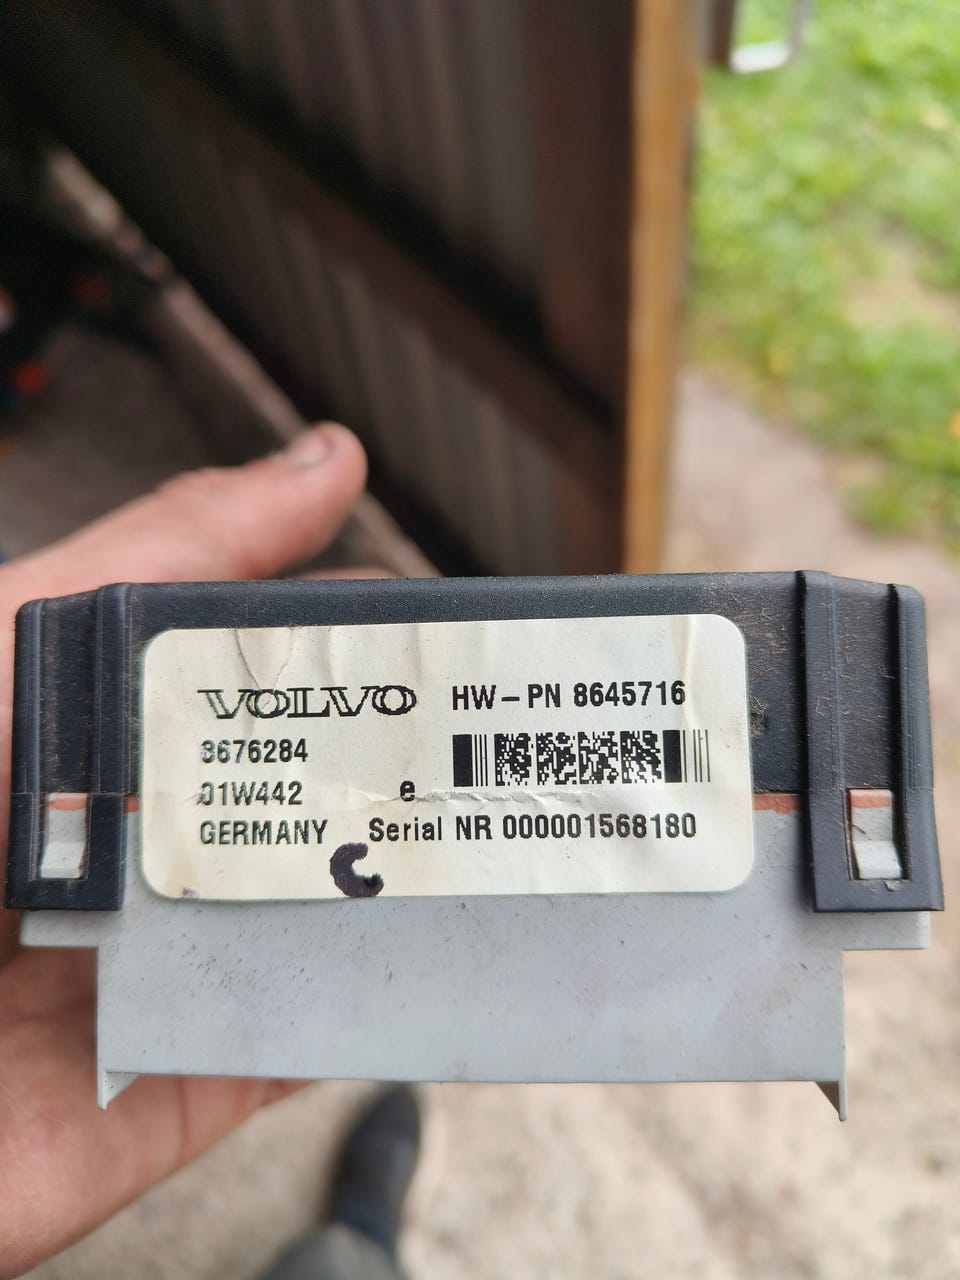 VOLVO HW-PN 8645716
8676284
01W442 e
GERMANY Serial NR 000001568180
C